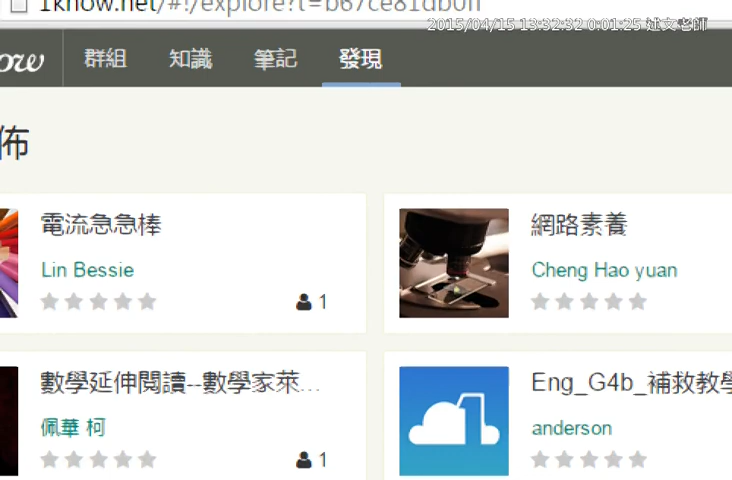 1know.net/#!/explore?t=b67ce81db0ff
2015/04/15 13:32:32 0:01:25
老師
ow 群組 知識 筆記 發現
佈
電流急急棒
Lin Bessie
1
網路素養
Cheng Hao yuan
數學延伸閱讀--數學家萊...
佩華 柯
1
Eng_G4b_補救教學
anderson